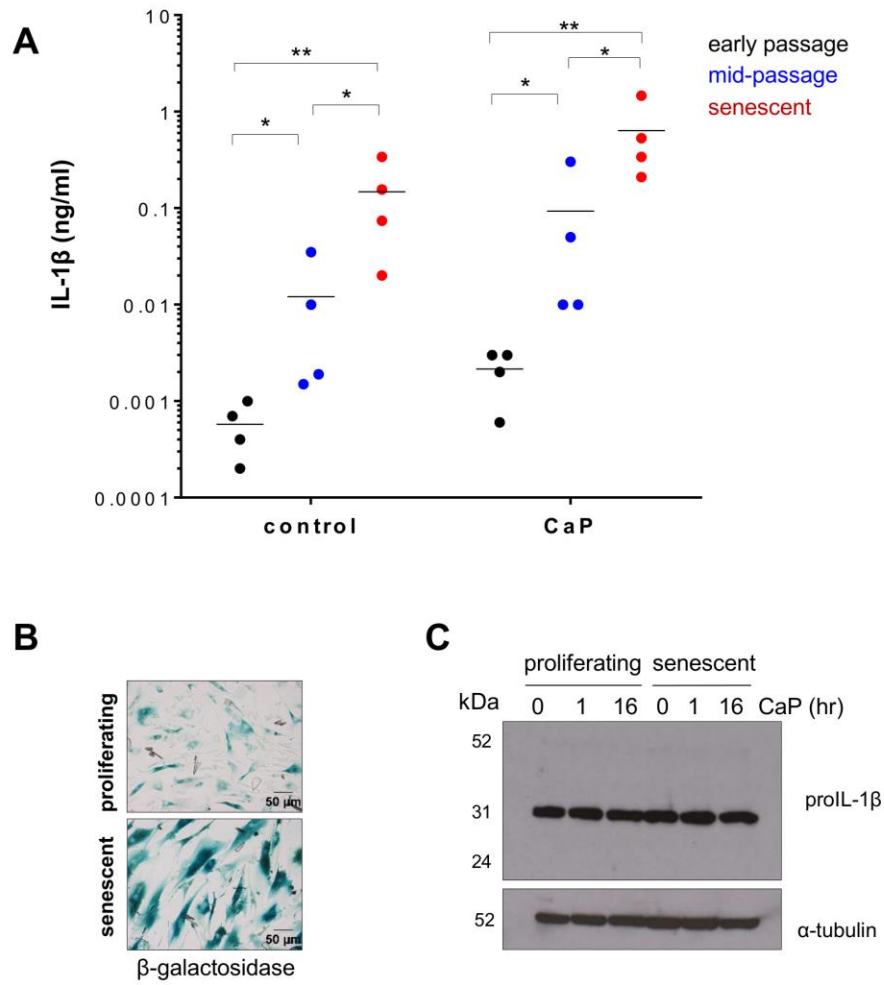 A
10
1
0.1
0.01
0.001
0.0001
IL-1β (ng/ml)
**
*
*
**
*
*
early passage
mid-passage
senescent
control
CaP
B
proliferating
50 µm
senescent
50 µm
β-galactosidase
C
proliferating senescent
kDa 0 1 16 0 1 16 CaP (hr)
52
31
24
proIL-1β
52
α-tubulin